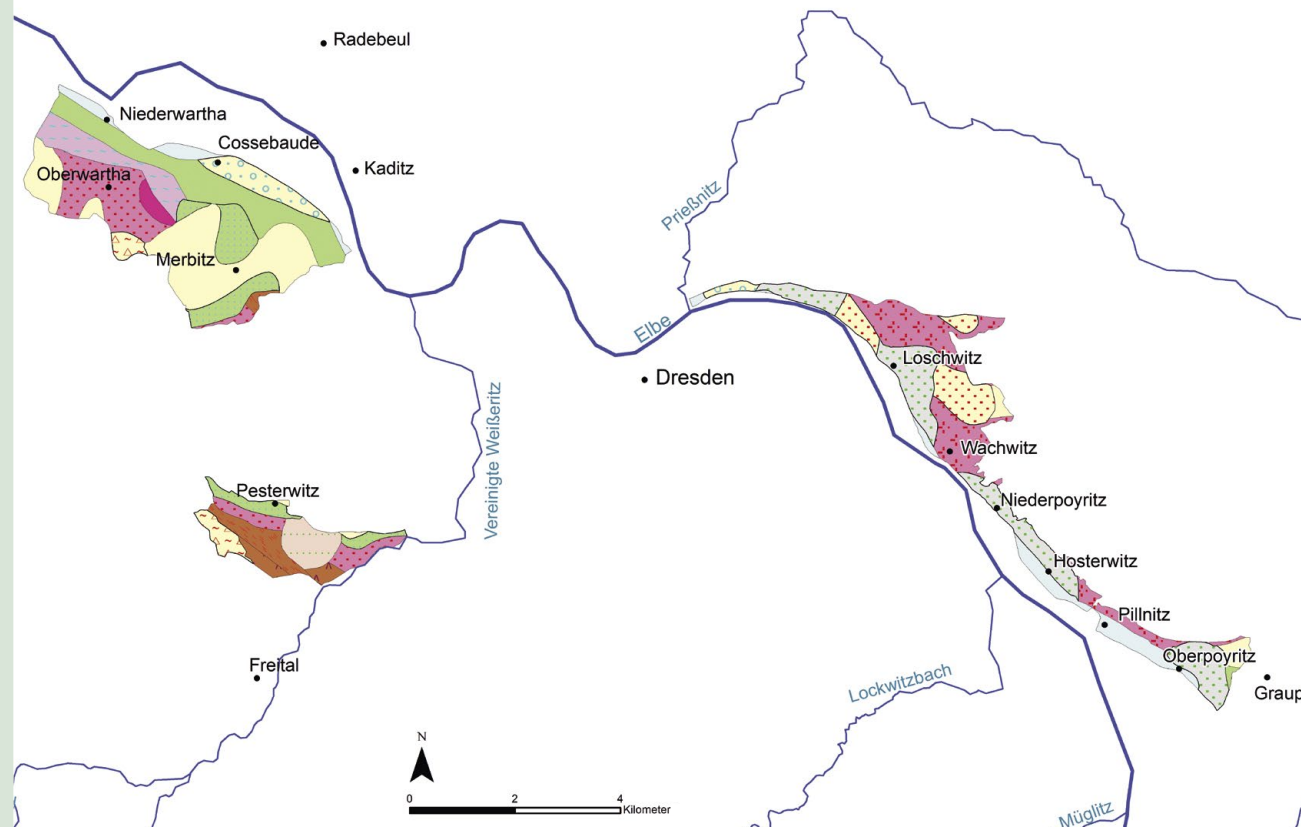 Radebeul
Niederwartha
Cossebaude
Kaditz
Oberwartha
Prießnitz
Merbitz
Elbe
Loschwitz
Dresden
Vereinigte Weißeritz
Wachwitz
Pesterwitz
Niederpoyritz
Hosterwitz
Pillnitz
Oberpoyritz
Freital
Lockwitzbach
Graup
N
0 2 4
Kilometer
Müglitz